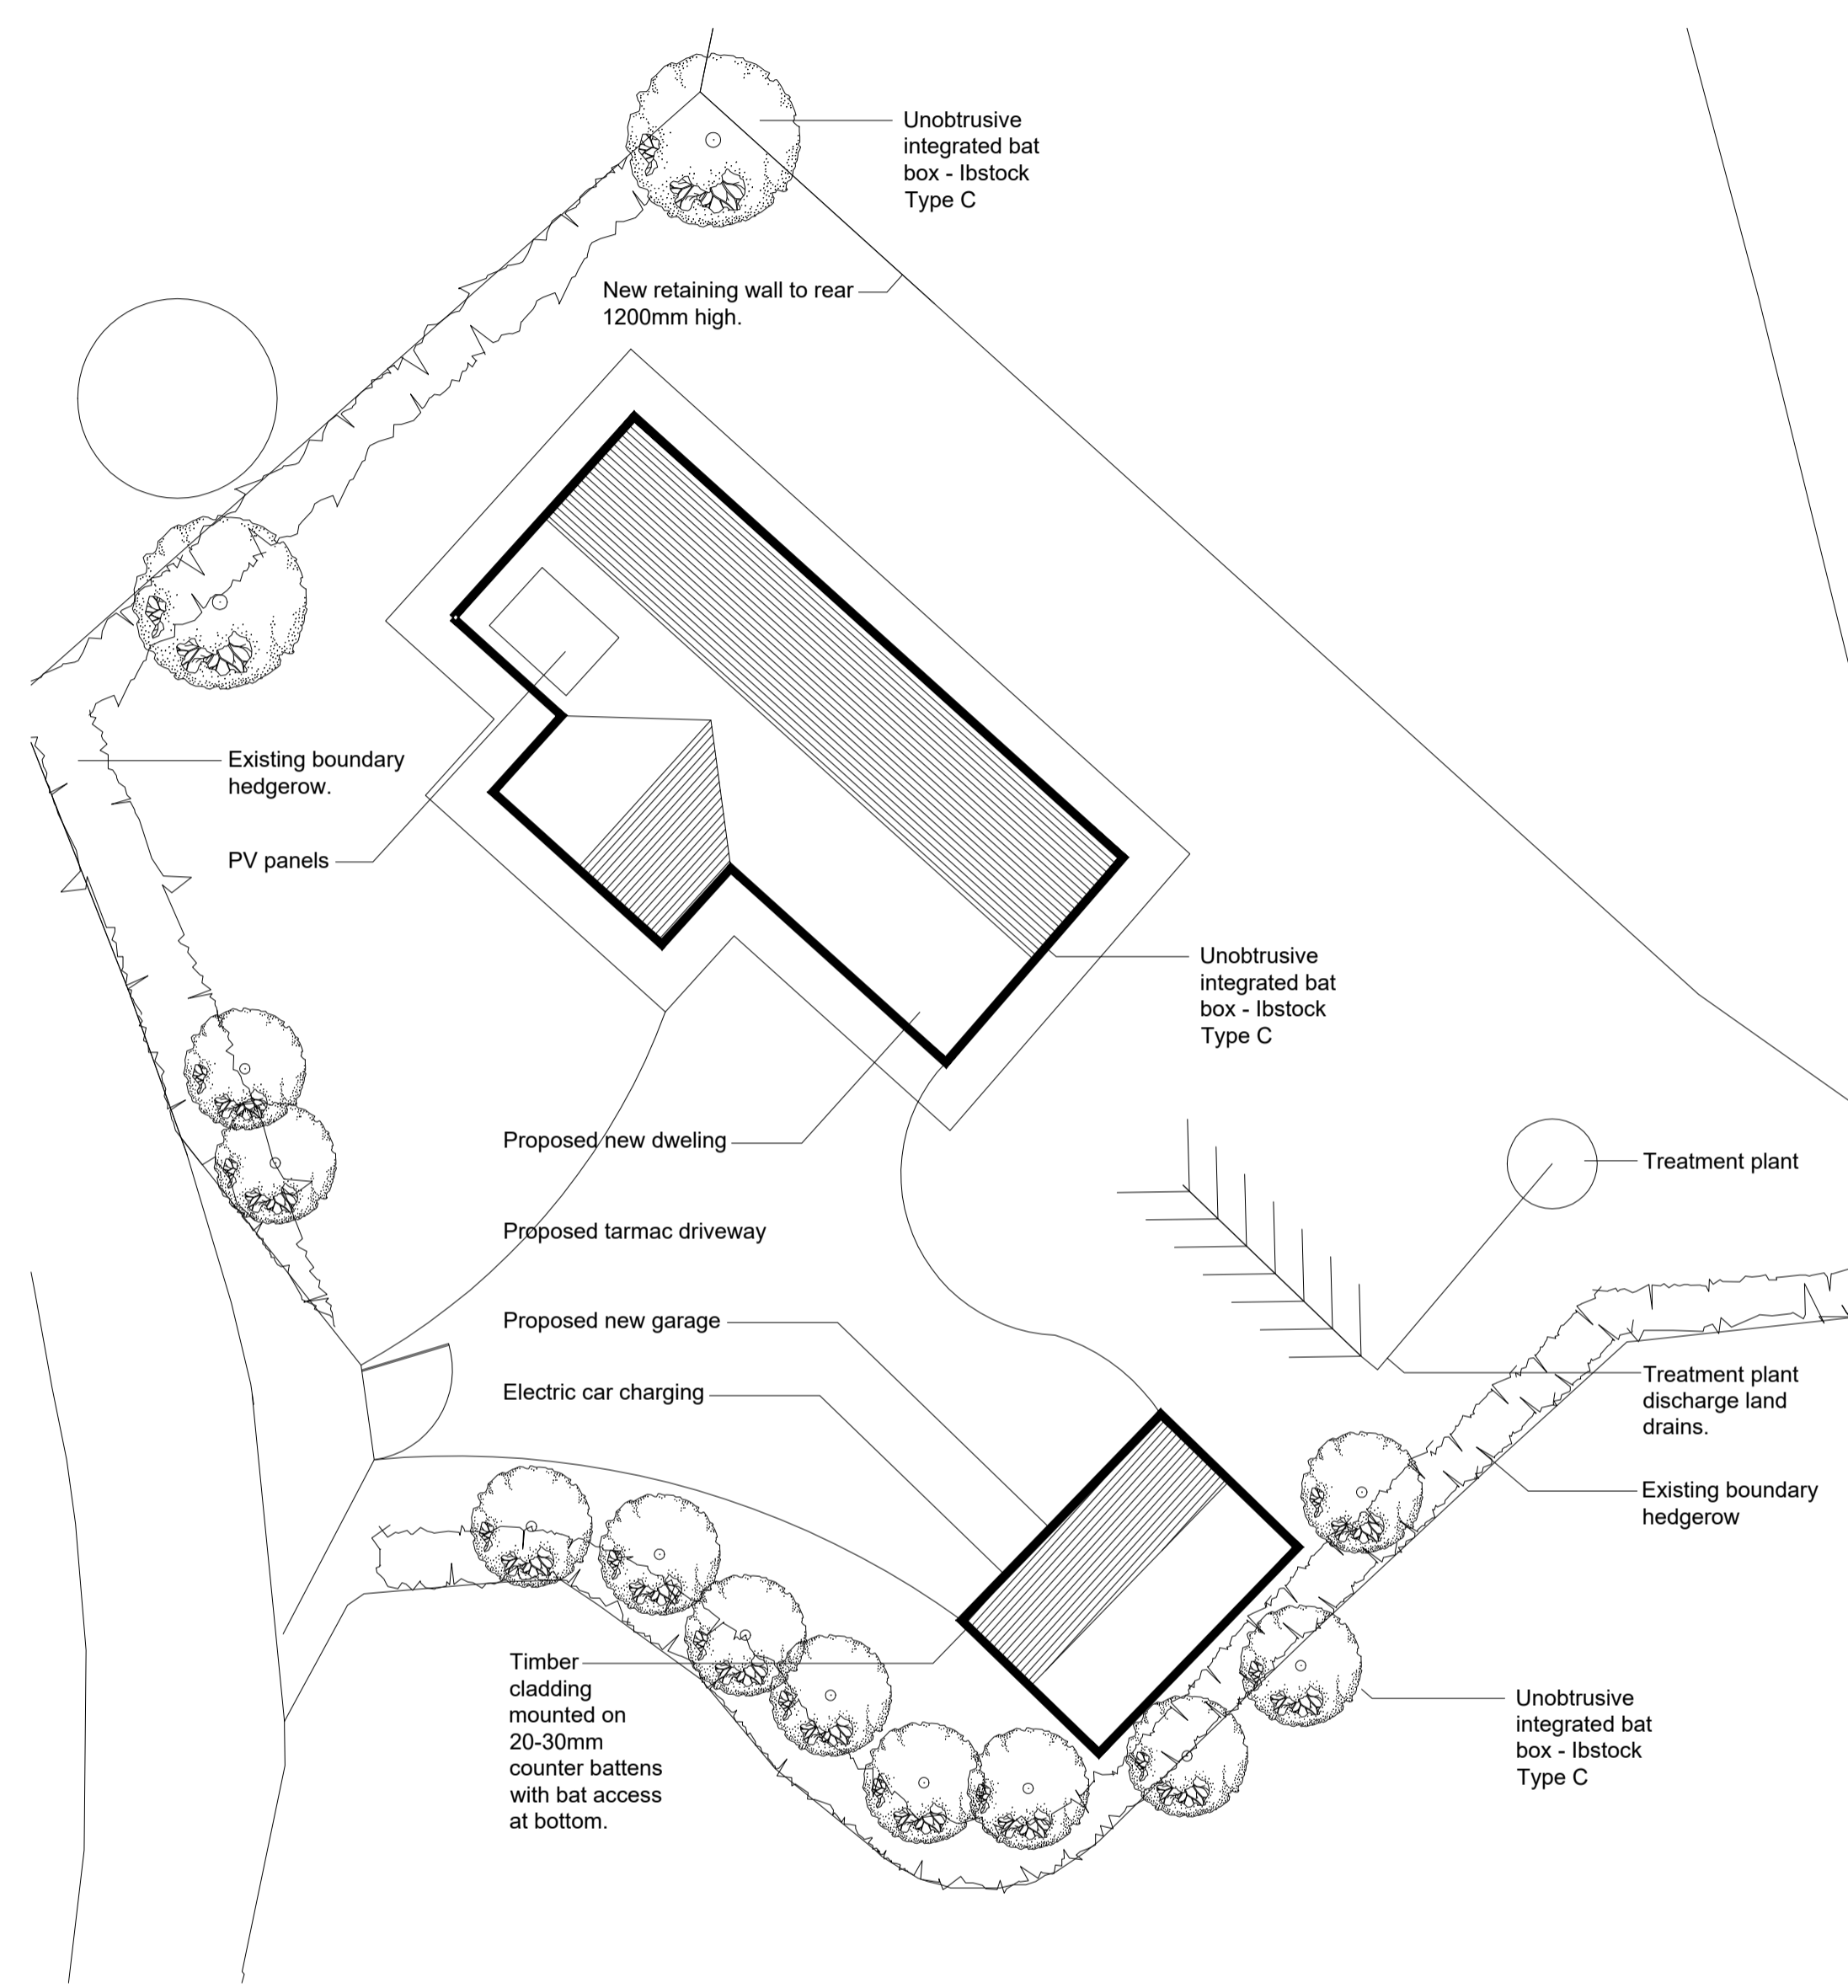 Unobtrusive
integrated bat
box - Ibstock
Type C
New retaining wall to rear
1200mm high.
Existing boundary
hedgerow.
PV panels
Unobtrusive
integrated bat
box - Ibstock
Type C
Proposed new dweling
Treatment plant
Proposed tarmac driveway
Proposed new garage
Electric car charging
Treatment plant
discharge land
drains.
Existing boundary
hedgerow
Timber
cladding
mounted on
20-30mm
counter battens
with bat access
at bottom.
Unobtrusive
integrated bat
box - Ibstock
Type C